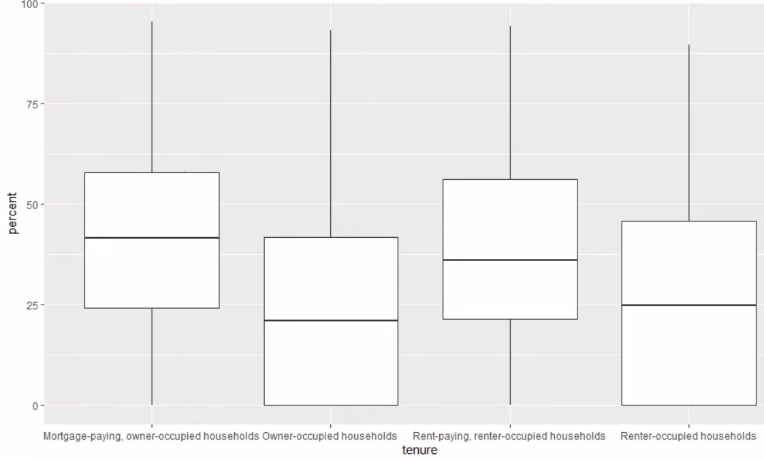 100
75
50
25
0
percent
Mortgage-paying, owner-occupied households Owner-occupied households Rent-paying, renter-occupied households Renter-occupied households
tenure